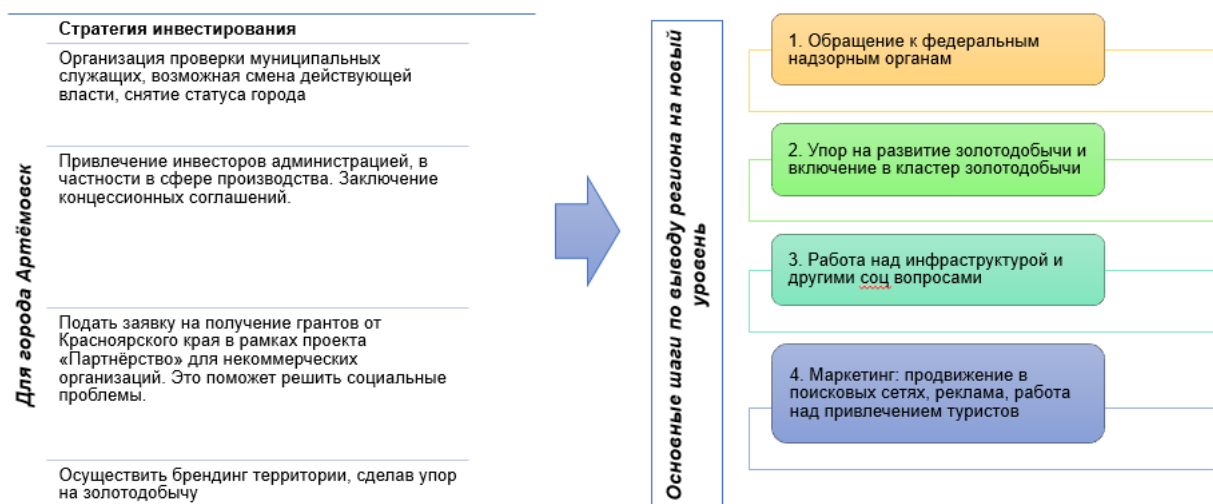 Для города Артёмовск
Стратегия инвестирования
Организация проверки муниципальных
служащих, возможная смена действующей
власти, снятие статуса города
Привлечение инвесторов администрацией, в
частности в сфере производства. Заключение
концессионных соглашений.
Подать заявку на получение грантов от
Красноярского края в рамках проекта
«Партнёрство» для некоммерческих
организаций. Это поможет решить социальные
проблемы.
Осуществить брендинг территории, сделав упор
на золотодобычу
Основные шаги по выводу региона на новый
уровень
1. Обращение к федеральным
надзорным органам
2. Упор на развитие золотодобычи и
включение в кластер золотодобычи
3. Работа над инфраструктурой и
другими соц вопросами
4. Маркетинг: продвижение в
поисковых сетях, реклама, работа
над привлечением туристов